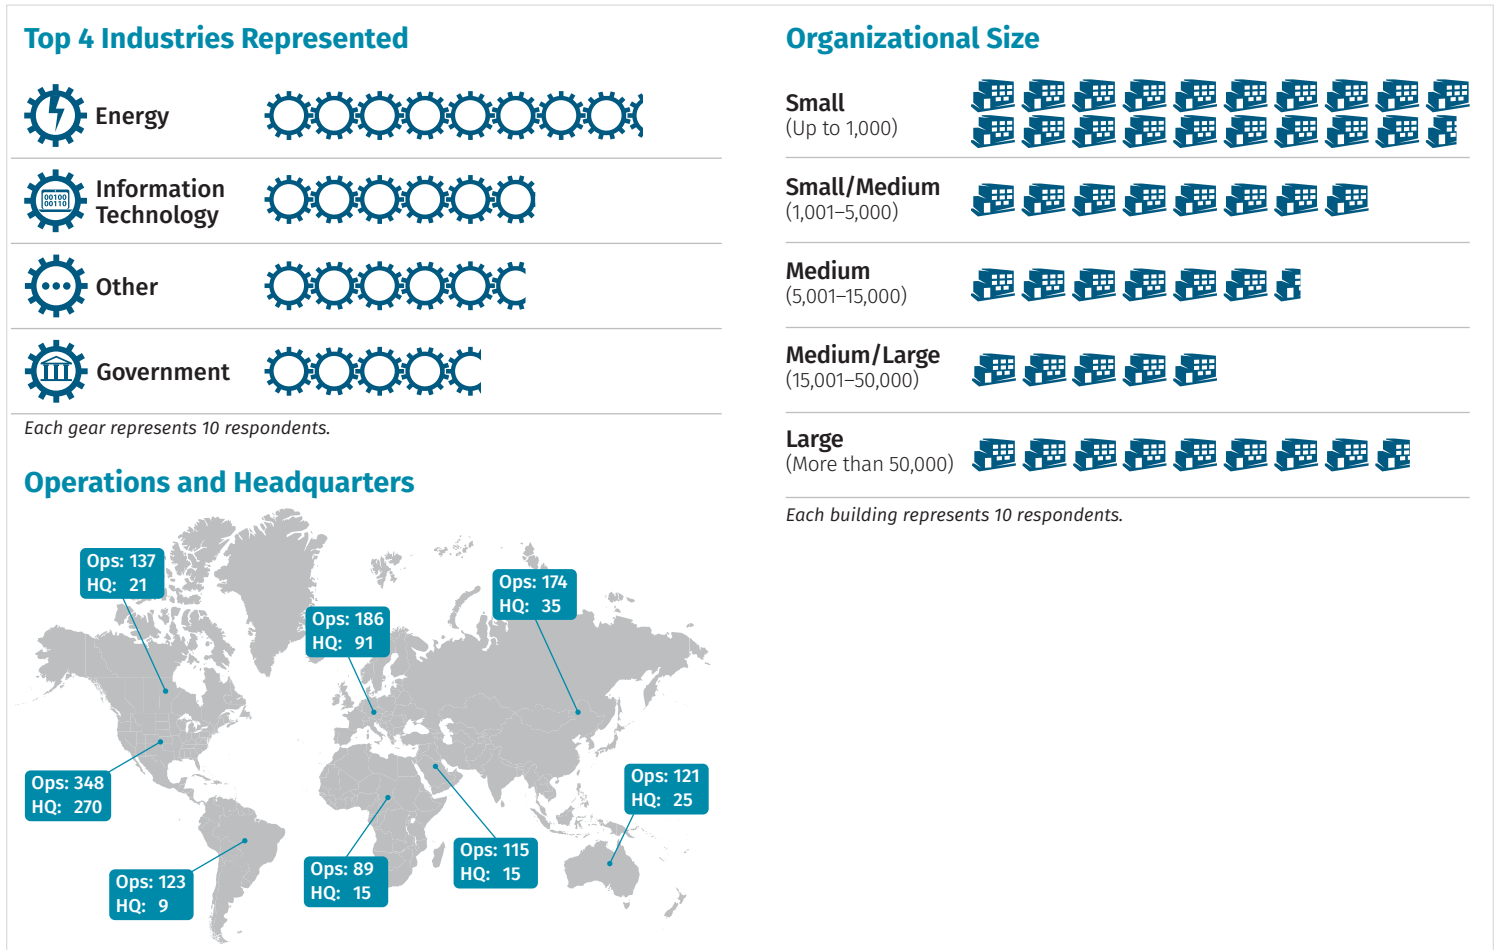 Top 4 Industries Represented
Energy
00100
00110
Information
Technology
Other
Government
Each gear represents 10 respondents.
Operations and Headquarters
Ops: 137
HQ: 21
Ops: 186
HQ: 91
Ops: 174
HQ: 35
Ops: 348
HQ: 270
Ops: 121
HQ: 25
Ops: 123
HQ: 9
Ops: 89
HQ: 15
Ops: 115
HQ: 15
Organizational Size
Small
(Up to 1,000)
Small/Medium
(1,001–5,000)
Medium
(5,001–15,000)
Medium/Large
(15,001–50,000)
Large
(More than 50,000)
Each building represents 10 respondents.